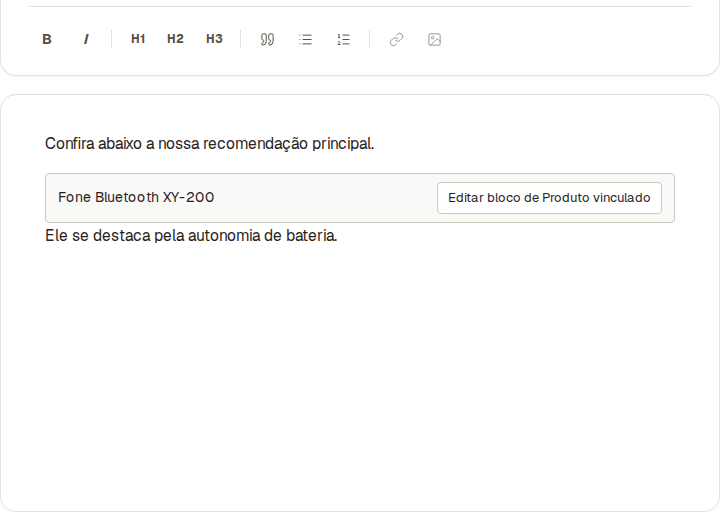 B I H1 H2 H3
Confira abaixo a nossa recomendação principal.
Fone Bluetooth XY-200 Editar bloco de Produto vinculado
Ele se destaca pela autonomia de bateria.